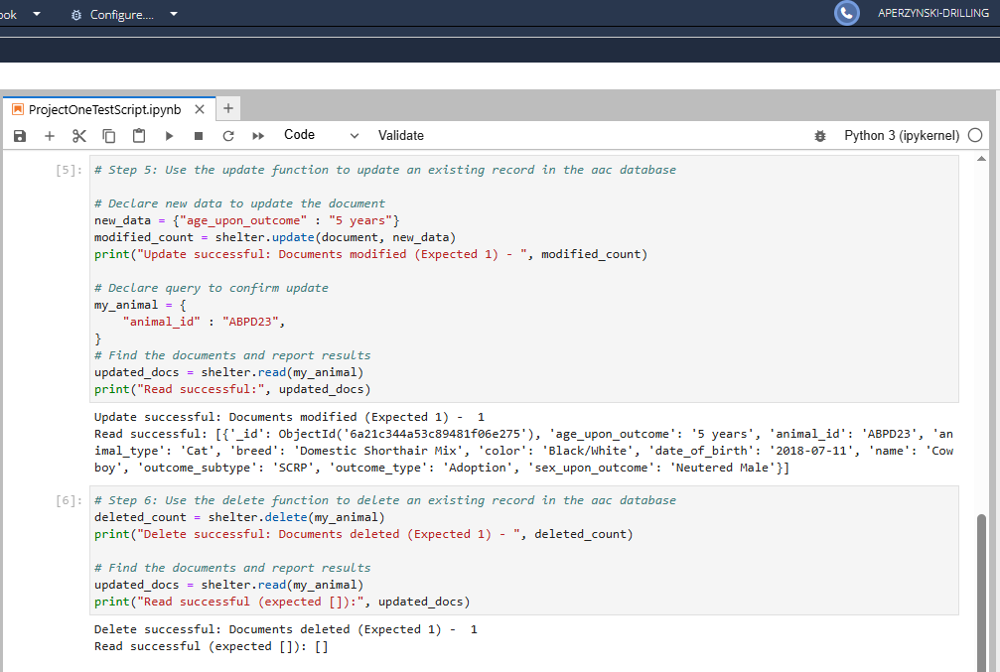 ook Configure.... APERZYNSKI-DRILLING
ProjectOneTestScript.ipynb
Code Validate Python 3 (ipykernel)
[5]: # Step 5: Use the update function to update an existing record in the aac database
# Declare new data to update the document
new_data = {"age_upon_outcome" : "5 years"}
modified_count = shelter.update(document, new_data)
print("Update successful: Documents modified (Expected 1) - ", modified_count)
# Declare query to confirm update
my_animal = {
"animal_id" : "ABPD23",
}
# Find the documents and report results
updated_docs = shelter.read(my_animal)
print("Read successful:", updated_docs)
Update successful: Documents modified (Expected 1) -  1
Read successful: [{'_id': ObjectId('6a21c344a53c89481f06e275'), 'age_upon_outcome': '5 years', 'animal_id': 'ABPD23', 'an
imal_type': 'Cat', 'breed': 'Domestic Shorthair Mix', 'color': 'Black/White', 'date_of_birth': '2018-07-11', 'name': 'Cow
boy', 'outcome_subtype': 'SCRP', 'outcome_type': 'Adoption', 'sex_upon_outcome': 'Neutered Male'}]
[6]: # Step 6: Use the delete function to delete an existing record in the aac database
deleted_count = shelter.delete(my_animal)
print("Delete successful: Documents deleted (Expected 1) - ", deleted_count)
# Find the documents and report results
updated_docs = shelter.read(my_animal)
print("Read successful (expected []):", updated_docs)
Delete successful: Documents deleted (Expected 1) -  1
Read successful (expected []): []